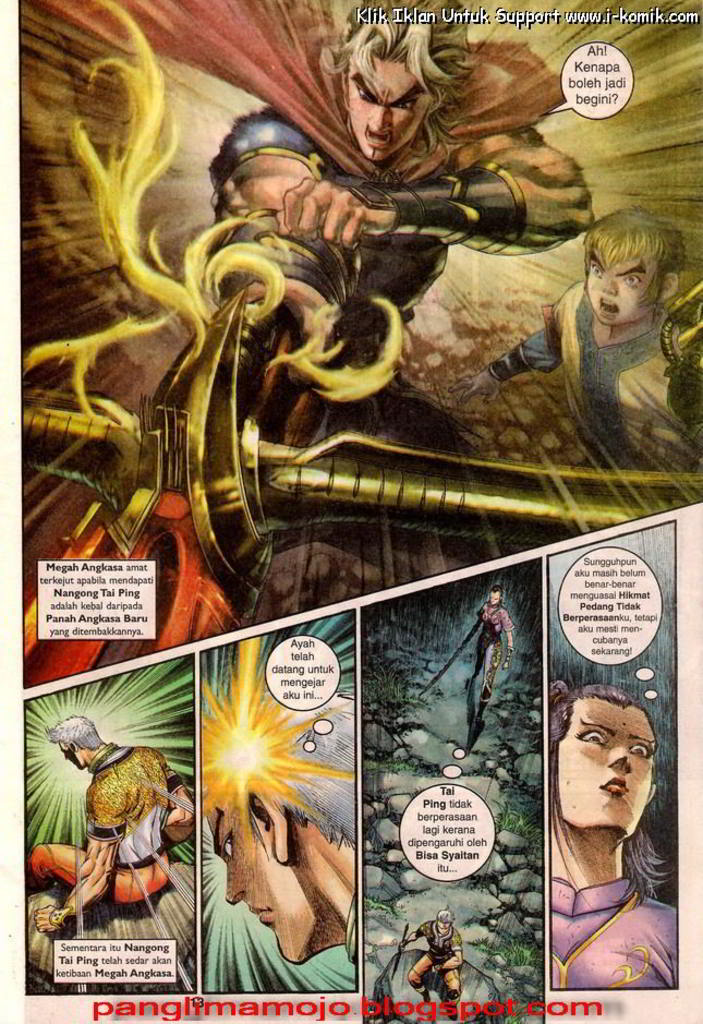 Klik Iklan Untuk Support www.i-komik.com
Ah!
Kenapa
boleh jadi
begini?
Megah Angkasa amat
terkejut apabila mendapati
Nangong Tai Ping
adalah kebal daripada
Panah Angkasa Baru
yang ditembakkannya.
Sementara itu Nangong
Tai Ping telah sedar akan
ketibaan Megah Angkasa.
Ayah
telah
datang untuk
mengejar
aku ini...
Tai
Ping tidak
berperasaan
lagi kerana
dipengaruhi oleh
Bisa Syaitan
itu...
Sungguhpun
aku masih belum
benar-benar
menguasai Hikmat
Pedang Tidak
Berperasaanku, tetapi
aku mesti men-
cubanya
sekarang!
13
panglimamojo.blogspot.com